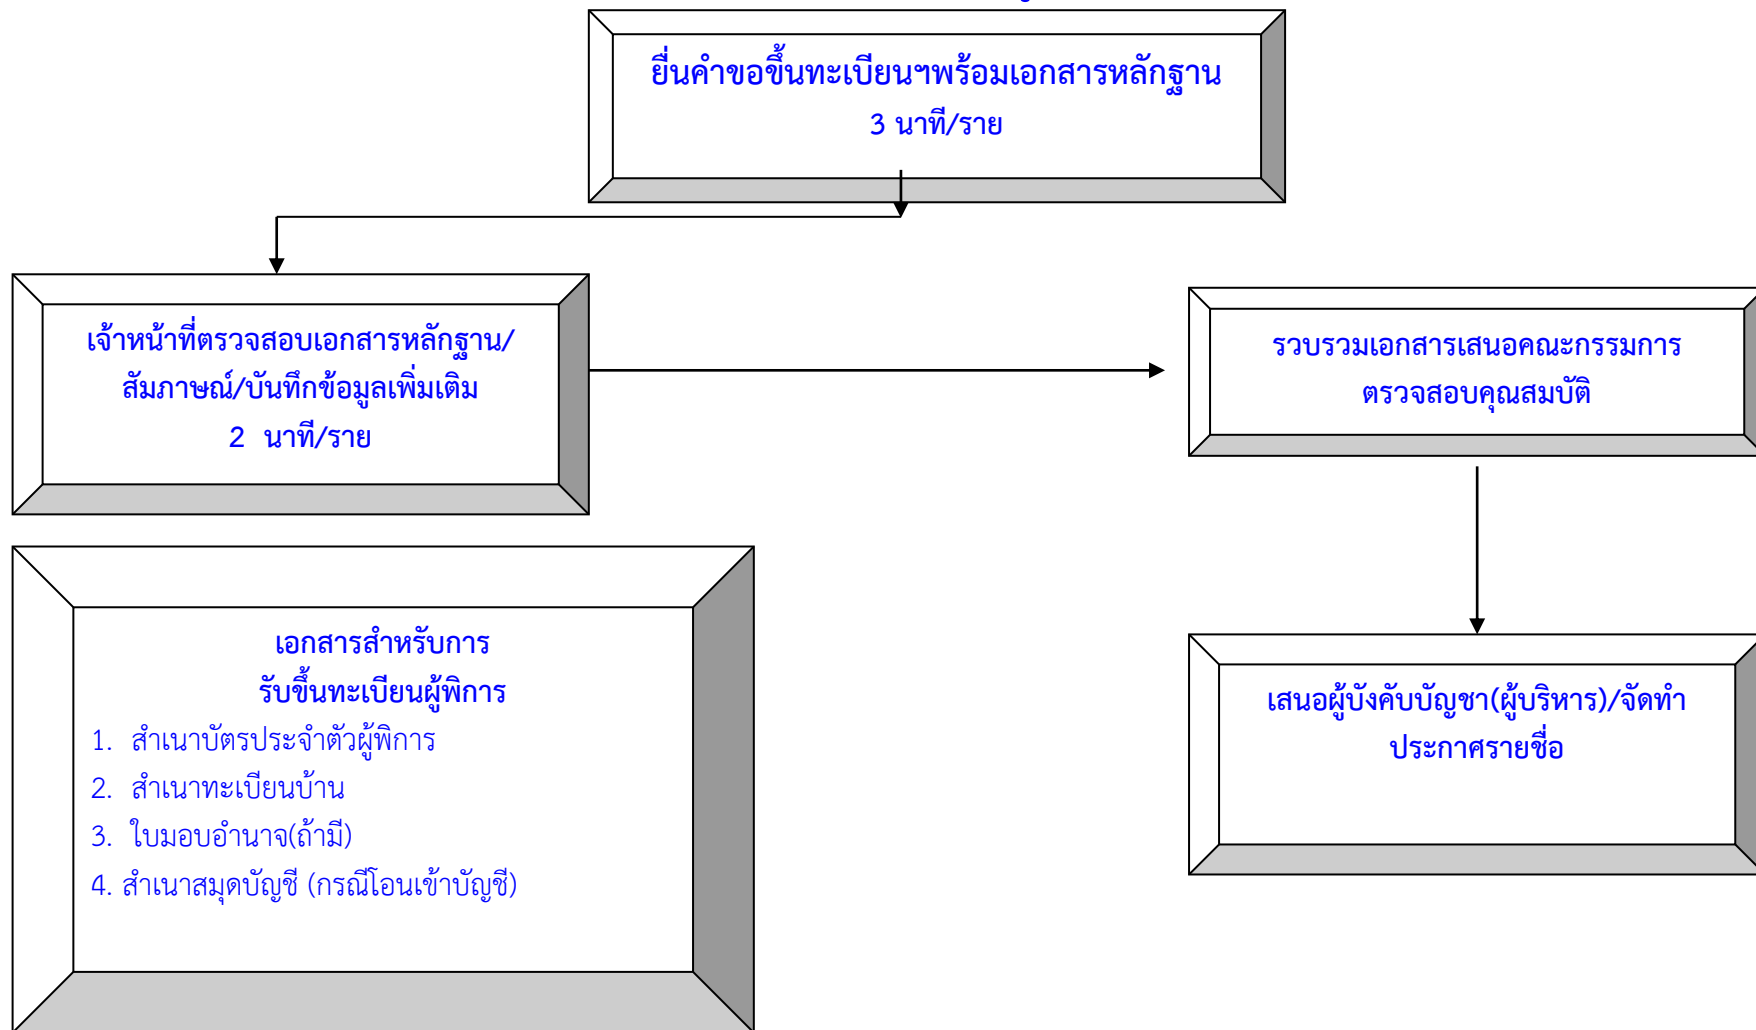 ยื่นคำขอขึ้นทะเบียนฯพร้อมเอกสารหลักฐาน
3 นาที/ราย
เจ้าหน้าที่ตรวจสอบเอกสารหลักฐาน/
สัมภาษณ์/บันทึกข้อมูลเพิ่มเติม
2 นาที/ราย
รวบรวมเอกสารเสนอคณะกรรมการ
ตรวจสอบคุณสมบัติ
เอกสารสำหรับการ
รับขึ้นทะเบียนผู้พิการ
1. สำเนาบัตรประจำตัวผู้พิการ
2. สำเนาทะเบียนบ้าน
3. ใบมอบอำนาจ(ถ้ามี)
4. สำเนาสมุดบัญชี (กรณีโอนเข้าบัญชี)
เสนอผู้บังคับบัญชา(ผู้บริหาร)/จัดทำ
ประกาศรายชื่อ